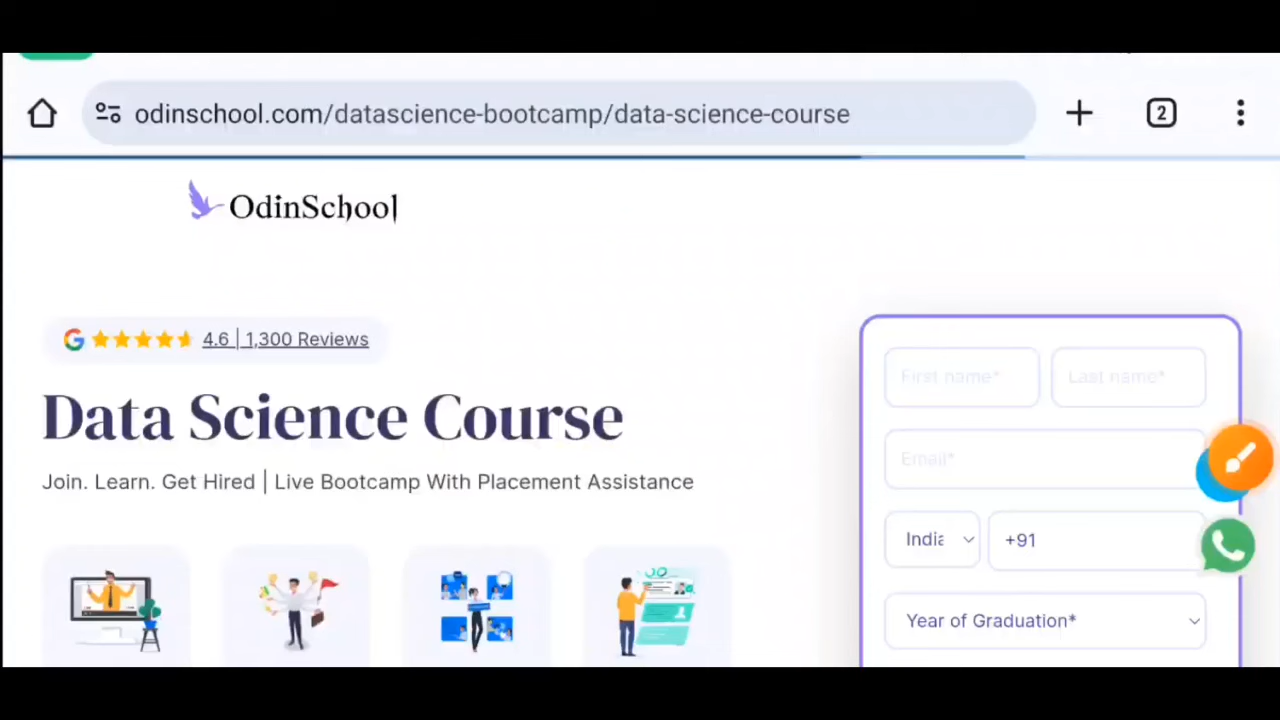 odinschool.com/datascience-bootcamp/data-science-course
2
OdinSchool
4.6 | 1,300 Reviews
Data Science Course
Join. Learn. Get Hired | Live Bootcamp With Placement Assistance
First name*
Last name*
Email*
India
+91
Year of Graduation*